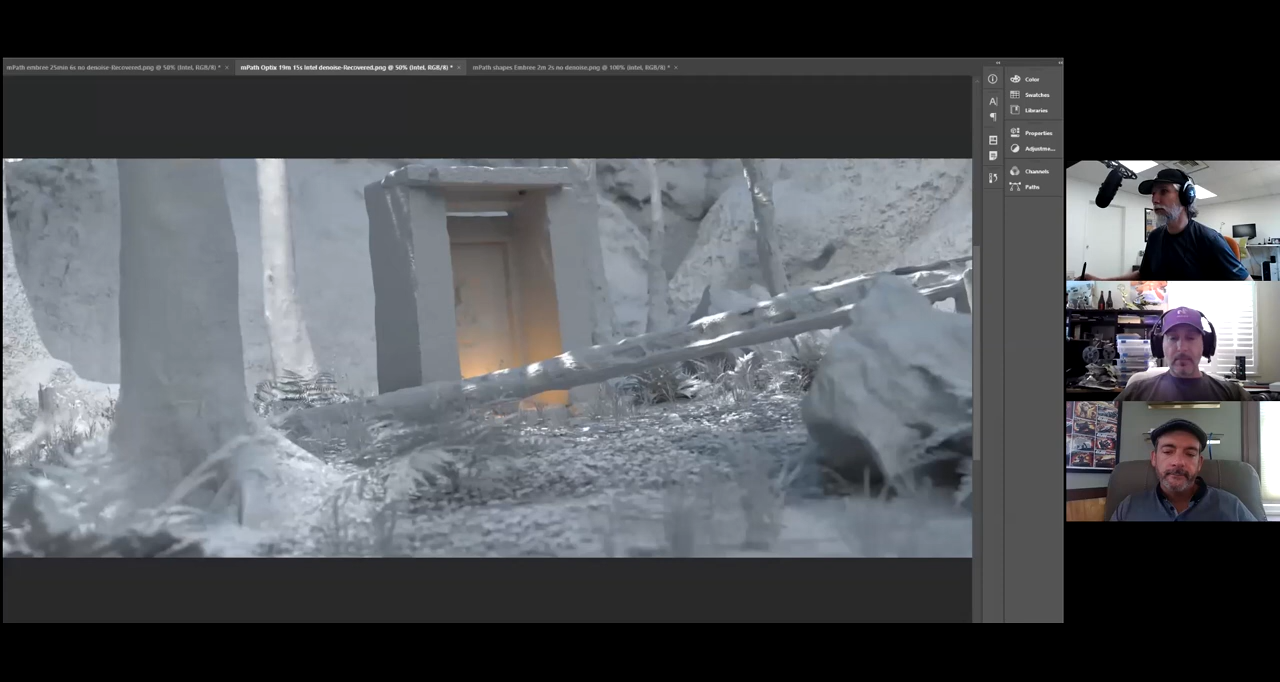 mPath embree 25min 6s no denoise-Recovered.png @ 50% (Intel, RGB/8) * ×
mPath Optix 19m 15s Intel denoise-Recovered.png @ 50% (Intel, RGB/8) * ×
mPath shapes Embree 2m 2s no denoise.png @ 100% (Intel, RGB/8) * ×
Color
Swatches
Libraries
Properties
Adjustme...
Channels
Paths